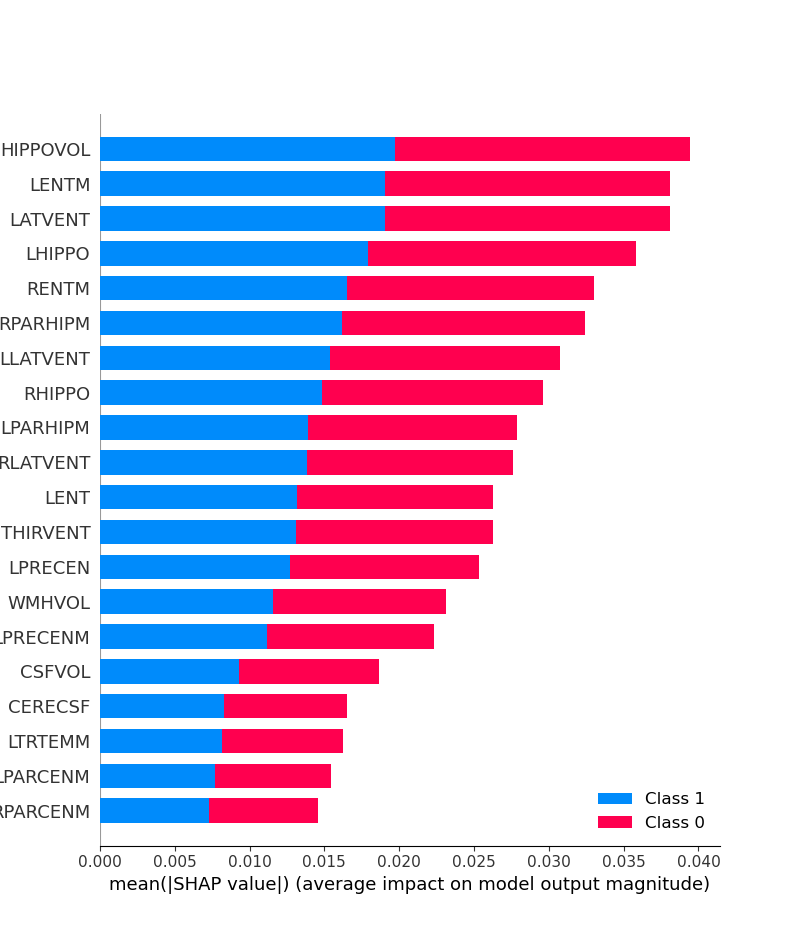 HIPPOVOL
LENTM
LATVENT
LHIPPO
RENTM
RPARHIPM
LLATVENT
RHIPPO
LPARHIPM
RLATVENT
LENT
THIRVENT
LPRECEN
WMHVOL
LPRECENM
CSFVOL
CERECSF
LTRTEMM
LPARCENM
RPARCENM
Class 1
Class 0
0.000 0.005 0.010 0.015 0.020 0.025 0.030 0.035 0.040
mean(|SHAP value|) (average impact on model output magnitude)